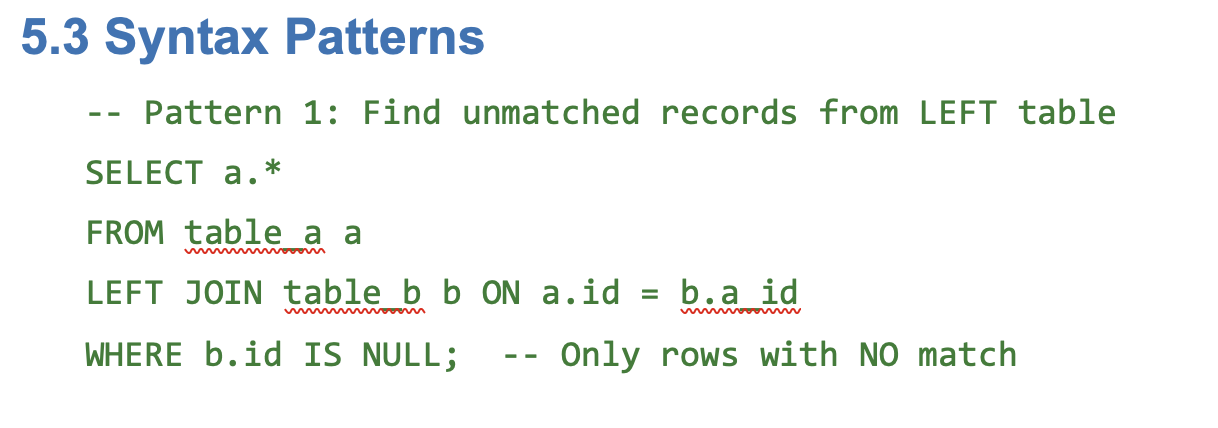 5.3 Syntax Patterns
-- Pattern 1: Find unmatched records from LEFT table
SELECT a.*
FROM table_a a
LEFT JOIN table_b b ON a.id = b.a_id
WHERE b.id IS NULL;  -- Only rows with NO match